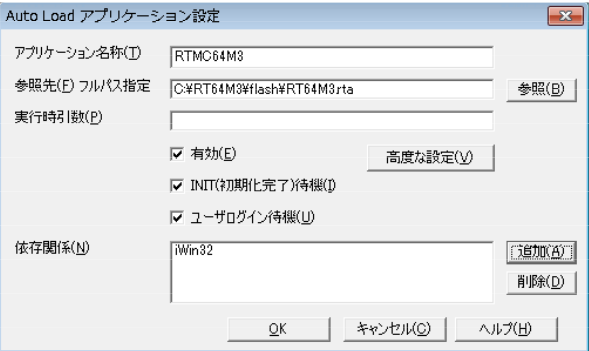 Auto Load アプリケーション設定
アプリケーション名称(T) RTMC64M3
参照先(F) フルパス指定 C:¥RT64M3¥flash¥RT64M3.rta 参照(B)
実行時引数(P)
有効(E) 高度な設定(V)
INIT(初期化完了)待機(I)
ユーザログイン待機(U)
依存関係(N) iWin32 追加(A)
削除(D)
OK キャンセル(C) ヘルプ(H)